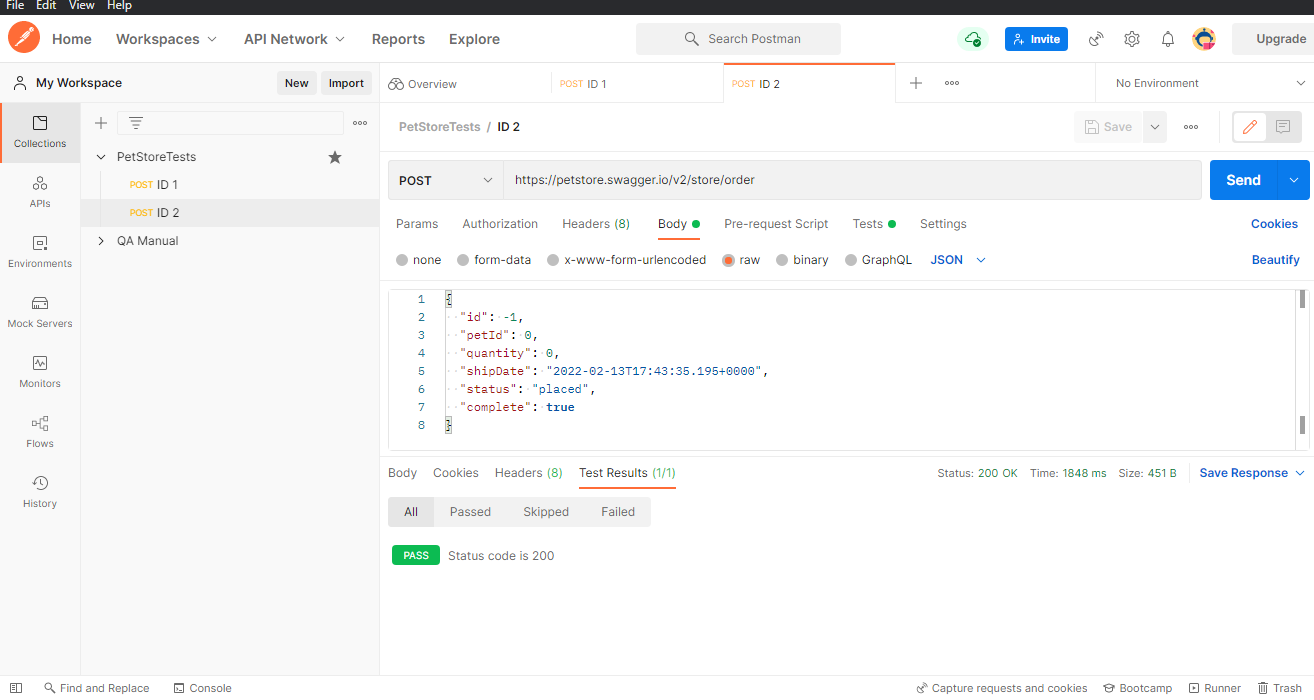 File Edit View Help
Home Workspaces API Network Reports Explore Search Postman Invite Upgrade
My Workspace New Import Overview POST ID 1 POST ID 2 No Environment
PetStoreTests / ID 2 Save
Collections
PetStoreTests
POST ID 1
POST ID 2
QA Manual
APIs
Environments
Mock Servers
Monitors
Flows
History
POST https://petstore.swagger.io/v2/store/order Send
Params Authorization Headers (8) Body Pre-request Script Tests Settings Cookies
none form-data x-www-form-urlencoded raw binary GraphQL JSON Beautify
1 {
2 "id": -1,
3 "petId": 0,
4 "quantity": 0,
5 "shipDate": "2022-02-13T17:43:35.195+0000",
6 "status": "placed",
7 "complete": true
8 }
Body Cookies Headers (8) Test Results (1/1) Status: 200 OK Time: 1848 ms Size: 451 B Save Response
All Passed Skipped Failed
PASS Status code is 200
Find and Replace Console Capture requests and cookies Bootcamp Runner Trash